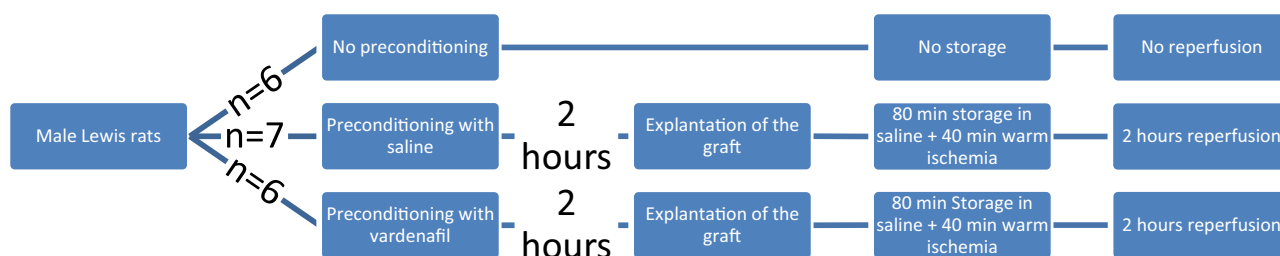 No preconditioning
No storage
No reperfusion
n=6
Male Lewis rats
n=7
Preconditioning with
saline
2
hours
Explantation of the
graft
80 min storage in
saline + 40 min warm
ischemia
2 hours reperfusion
n=6
Preconditioning with
vardenafil
2
hours
Explantation of the
graft
80 min Storage in
saline + 40 min warm
ischemia
2 hours reperfusion